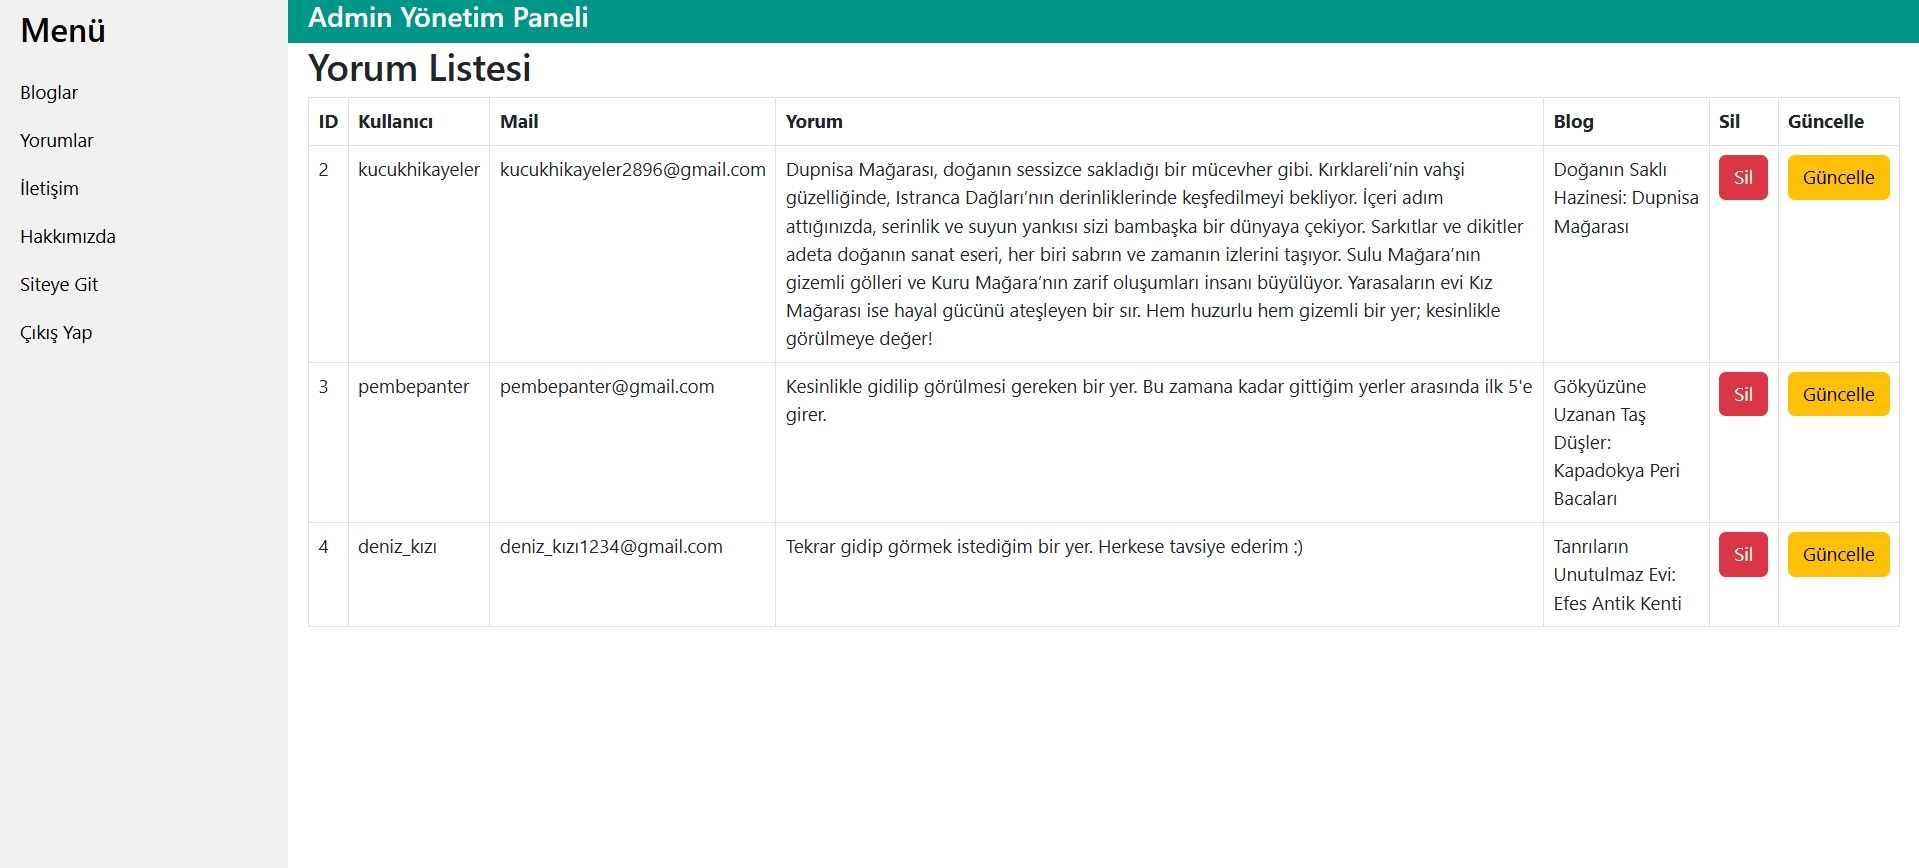 Menü
Bloglar
Yorumlar
İletişim
Hakkımızda
Siteye Git
Çıkış Yap
Admin Yönetim Paneli
Yorum Listesi
ID Kullanıcı Mail Yorum Blog Sil Güncelle
2 kucukhikayeler kucukhikayeler2896@gmail.com
Dupnisa Mağarası, doğanın sessizce sakladığı bir mücevher gibi. Kırklareli’nin vahşi
güzelliğinde, Istranca Dağları’nın derinliklerinde keşfedilmeyi bekliyor. İçeri adım
attığınızda, serinlik ve suyun yankısı sizi bambaşka bir dünyaya çekiyor. Sarkıtlar ve dikitler
adeta doğanın sanat eseri, her biri sabrın ve zamanın izlerini taşıyor. Sulu Mağara’nın
gizemli gölleri ve Kuru Mağara’nın zarif oluşumları insanı büyülüyor. Yarasaların evi Kız
Mağarası ise hayal gücünü ateşleyen bir sır. Hem huzurlu hem gizemli bir yer; kesinlikle
görülmeye değer!
Doğanın Saklı
Hazinesi: Dupnisa
Mağarası
Sil Güncelle
3 pembepanter pembepanter@gmail.com
Kesinlikle gidilip görülmesi gereken bir yer. Bu zamana kadar gittiğim yerler arasında ilk 5'e
girer.
Gökyüzüne
Uzanan Taş
Düşler:
Kapadokya Peri
Bacaları
Sil Güncelle
4 deniz_kızı deniz_kızı1234@gmail.com
Tekrar gidip görmek istediğim bir yer. Herkese tavsiye ederim :)
Tanrıların
Unutulmaz Evi:
Efes Antik Kenti
Sil Güncelle